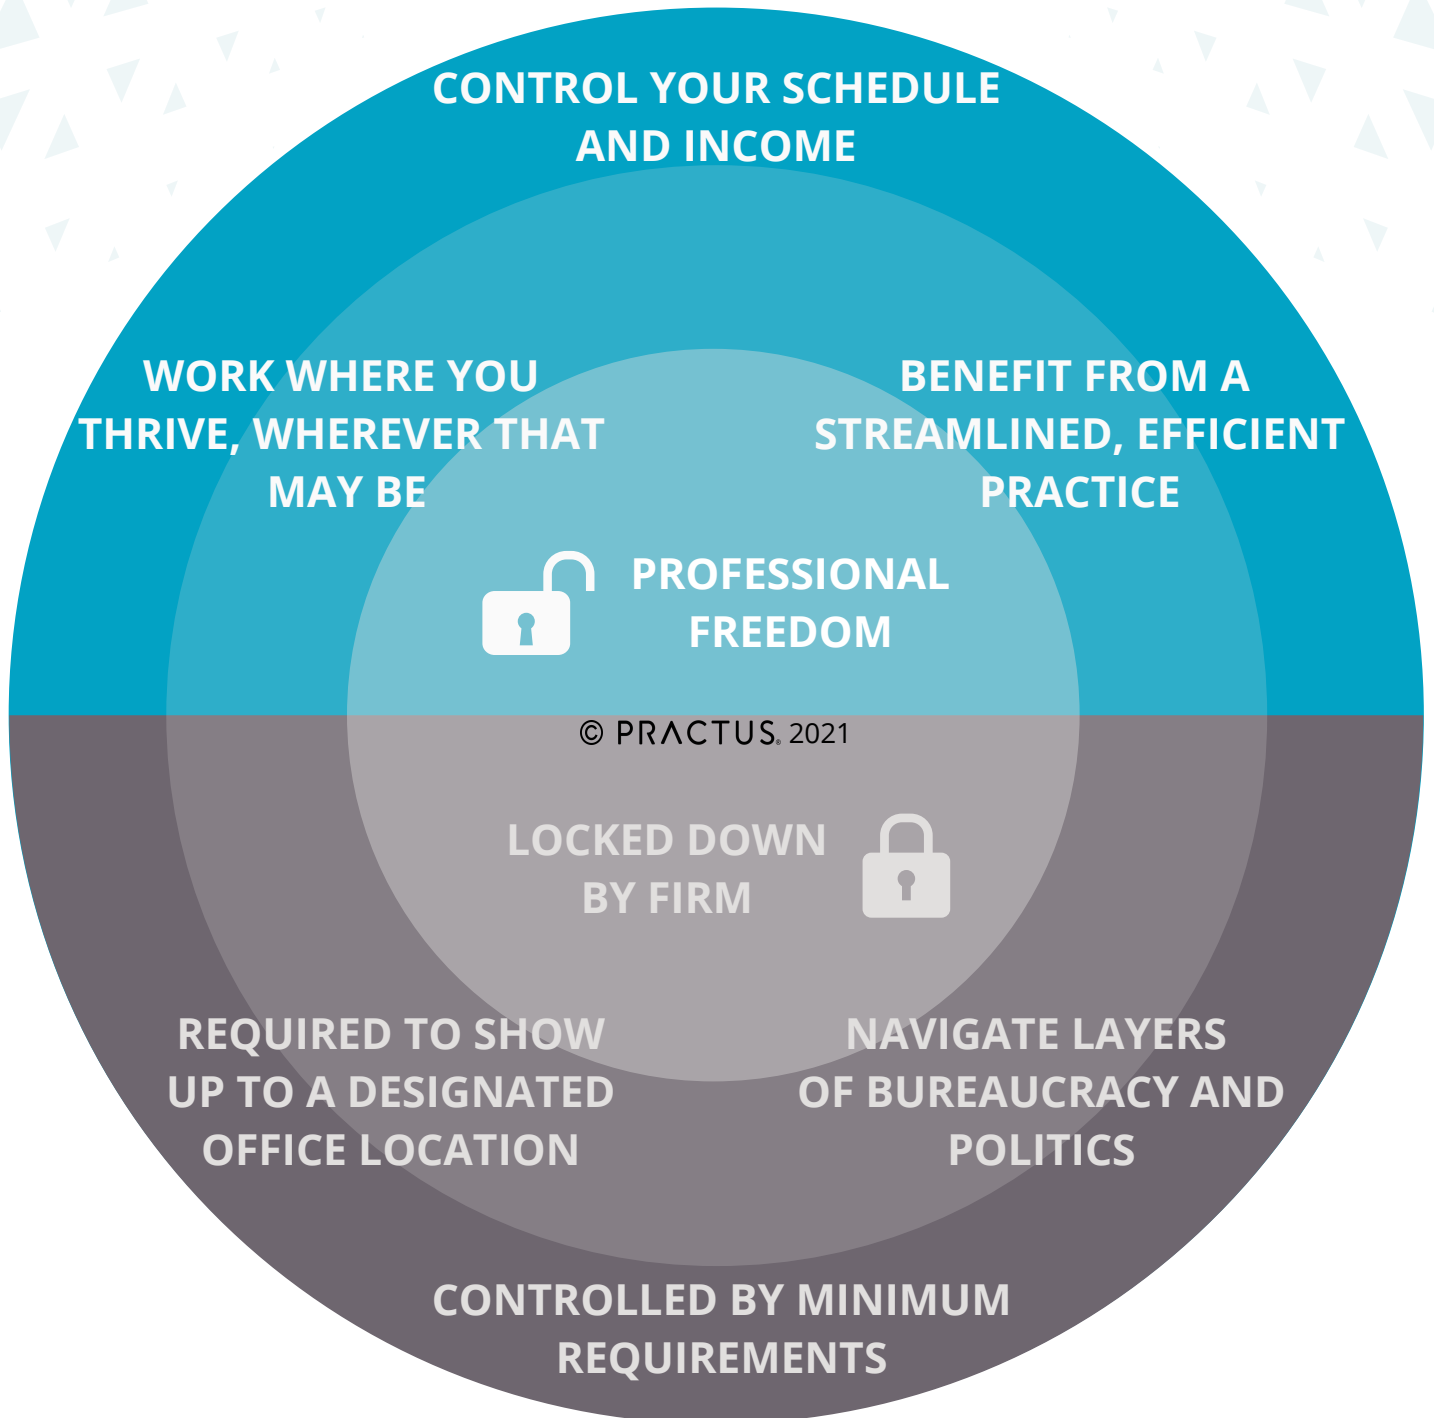 CONTROL YOUR SCHEDULE
AND INCOME
WORK WHERE YOU
THRIVE, WHEREVER THAT
MAY BE
BENEFIT FROM A
STREAMLINED, EFFICIENT
PRACTICE
PROFESSIONAL
FREEDOM
© PRACTUS® 2021
LOCKED DOWN
BY FIRM
REQUIRED TO SHOW
UP TO A DESIGNATED
OFFICE LOCATION
NAVIGATE LAYERS
OF BUREAUCRACY AND
POLITICS
CONTROLLED BY MINIMUM
REQUIREMENTS